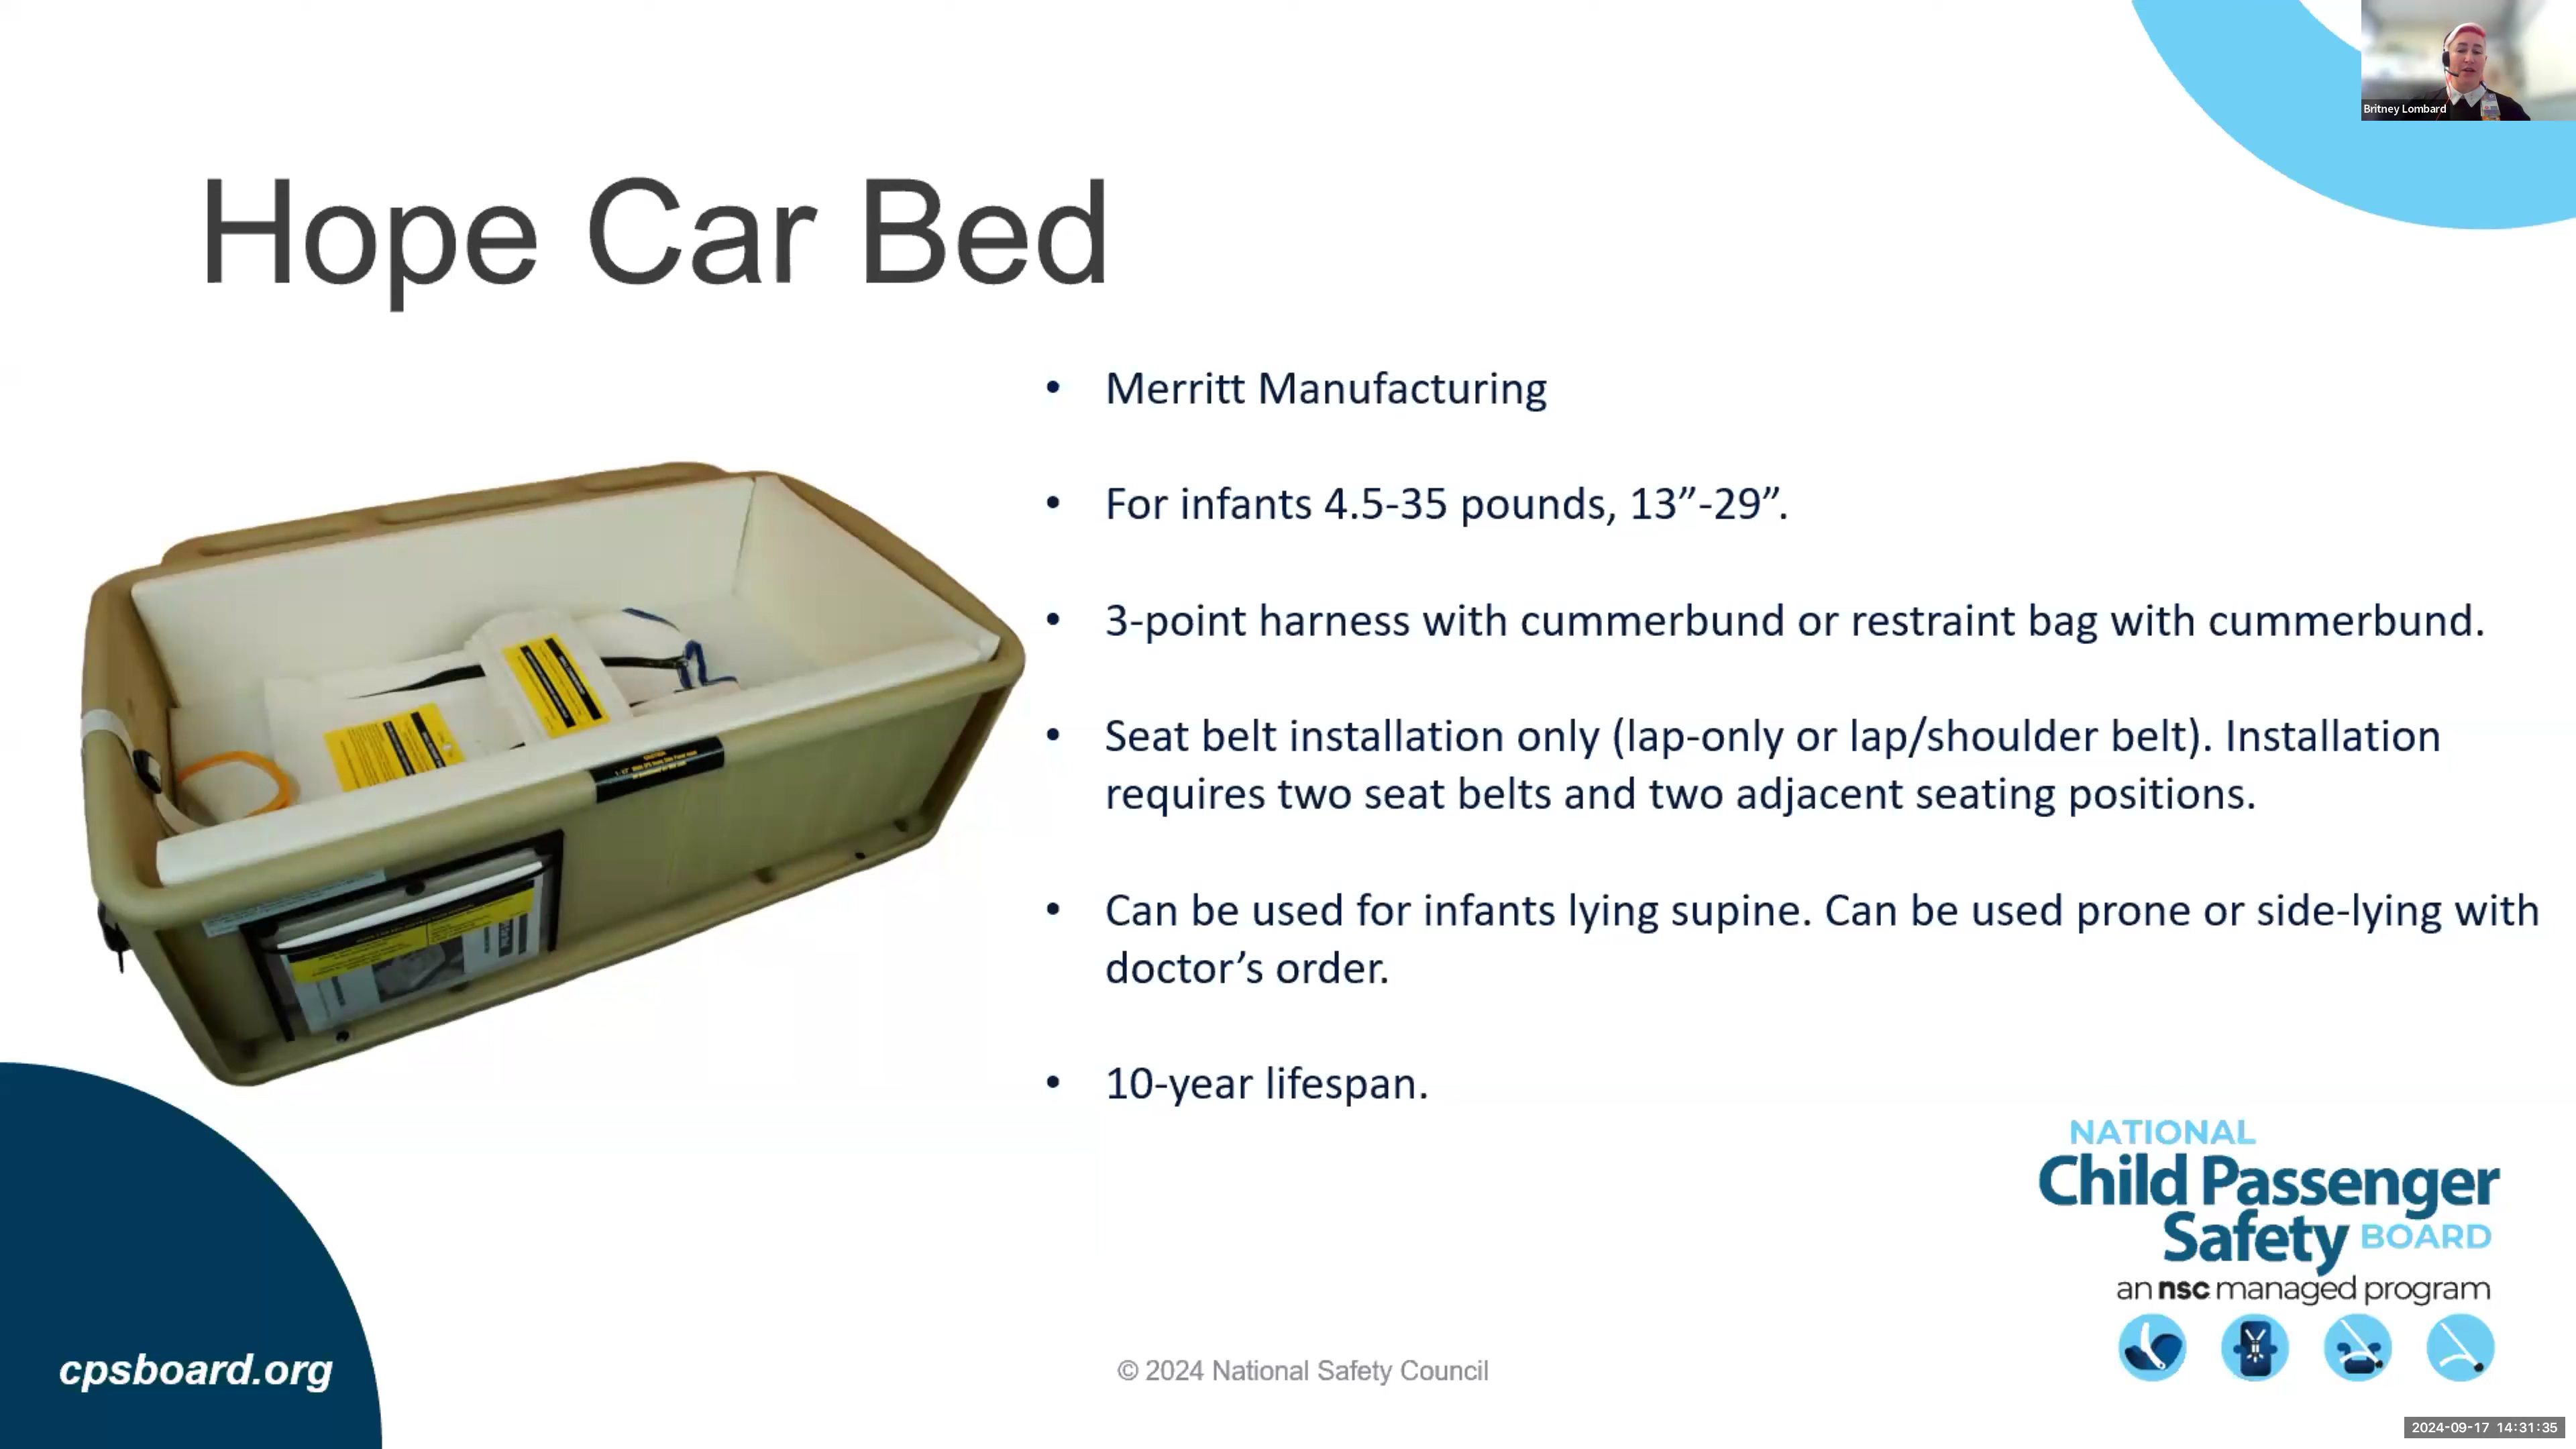 Britney Lombard
Hope Car Bed
• Merritt Manufacturing
• For infants 4.5-35 pounds, 13”-29”.
• 3-point harness with cummerbund or restraint bag with cummerbund.
• Seat belt installation only (lap-only or lap/shoulder belt). Installation
requires two seat belts and two adjacent seating positions.
• Can be used for infants lying supine. Can be used prone or side-lying with
doctor’s order.
• 10-year lifespan.
NATIONAL
Child Passenger
Safety BOARD
an nsc managed program
cpsboard.org
© 2024 National Safety Council
2024-09-17 14:31:35